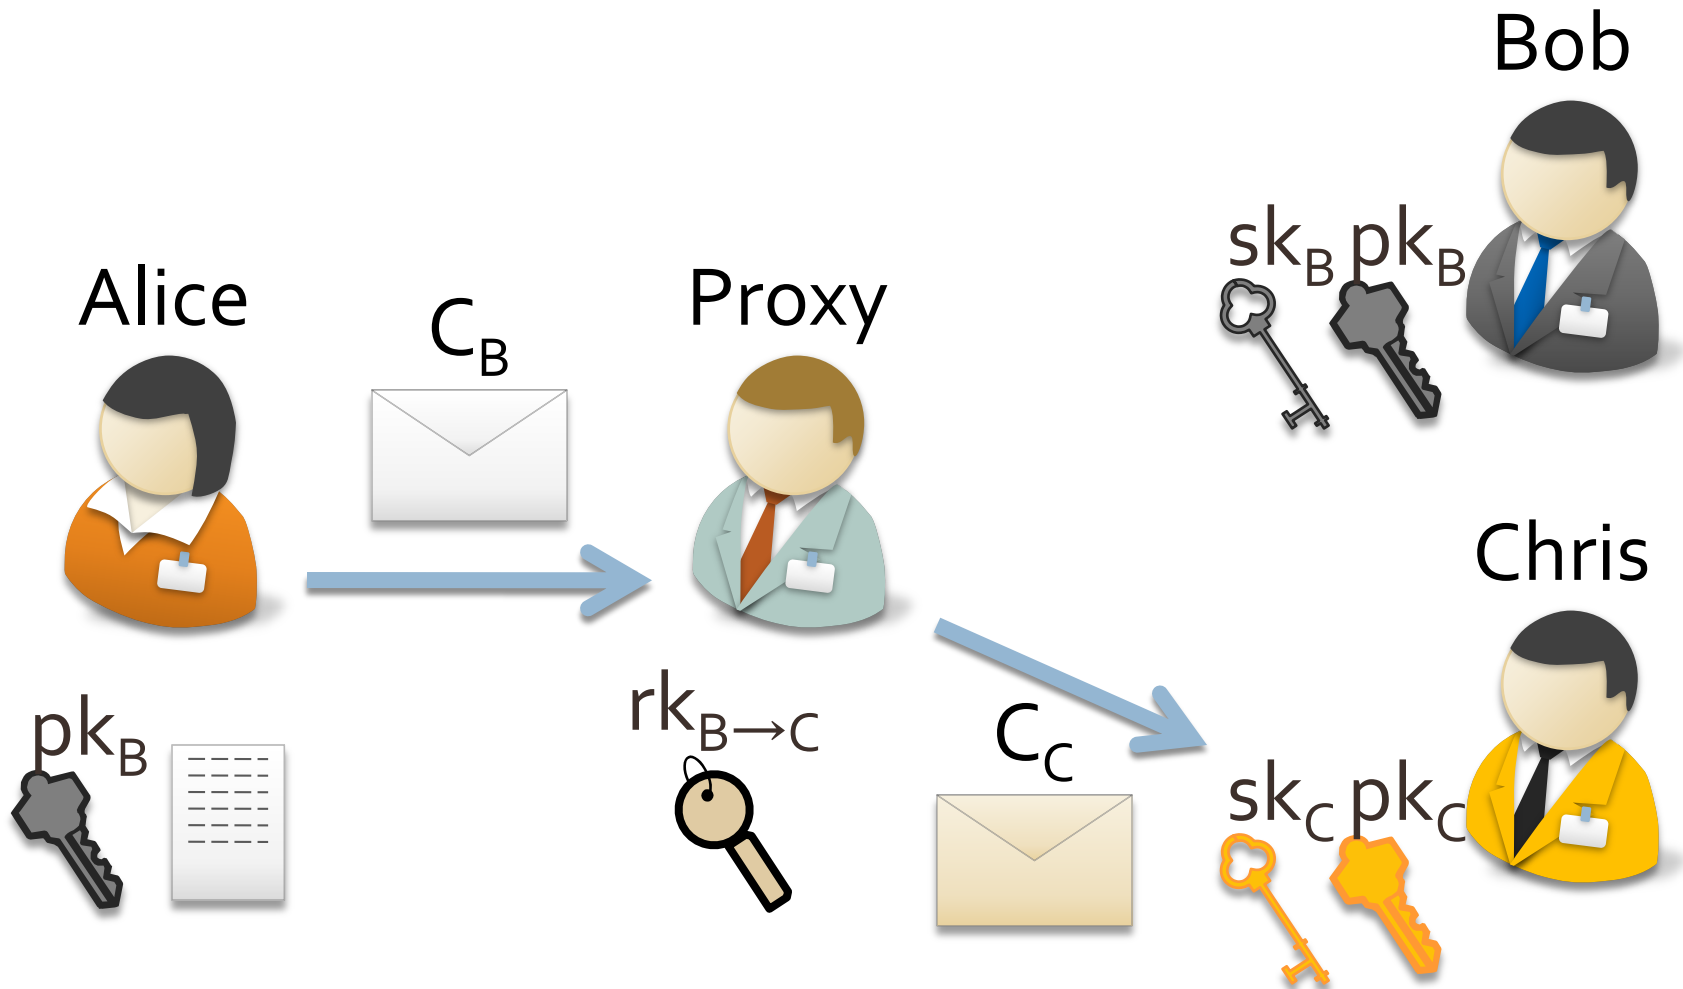 Bob
sk_B pk_B
Alice
C_B
Proxy
Chris
pk_B
rk_B→C
C_C
sk_C pk_C